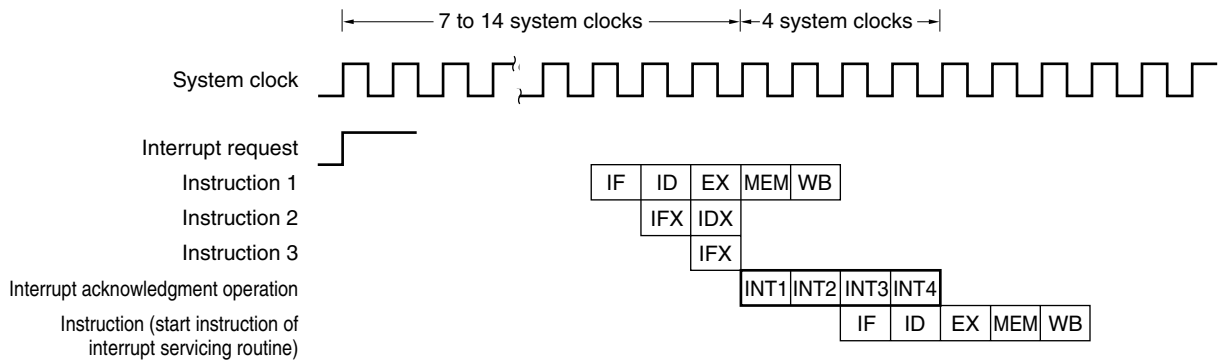 7 to 14 system clocks 4 system clocks
System clock
Interrupt request
Instruction 1 IF ID EX MEM WB
Instruction 2 IFX IDX
Instruction 3 IFX
Interrupt acknowledgment operation INT1 INT2 INT3 INT4
Instruction (start instruction of
interrupt servicing routine) IF ID EX MEM WB